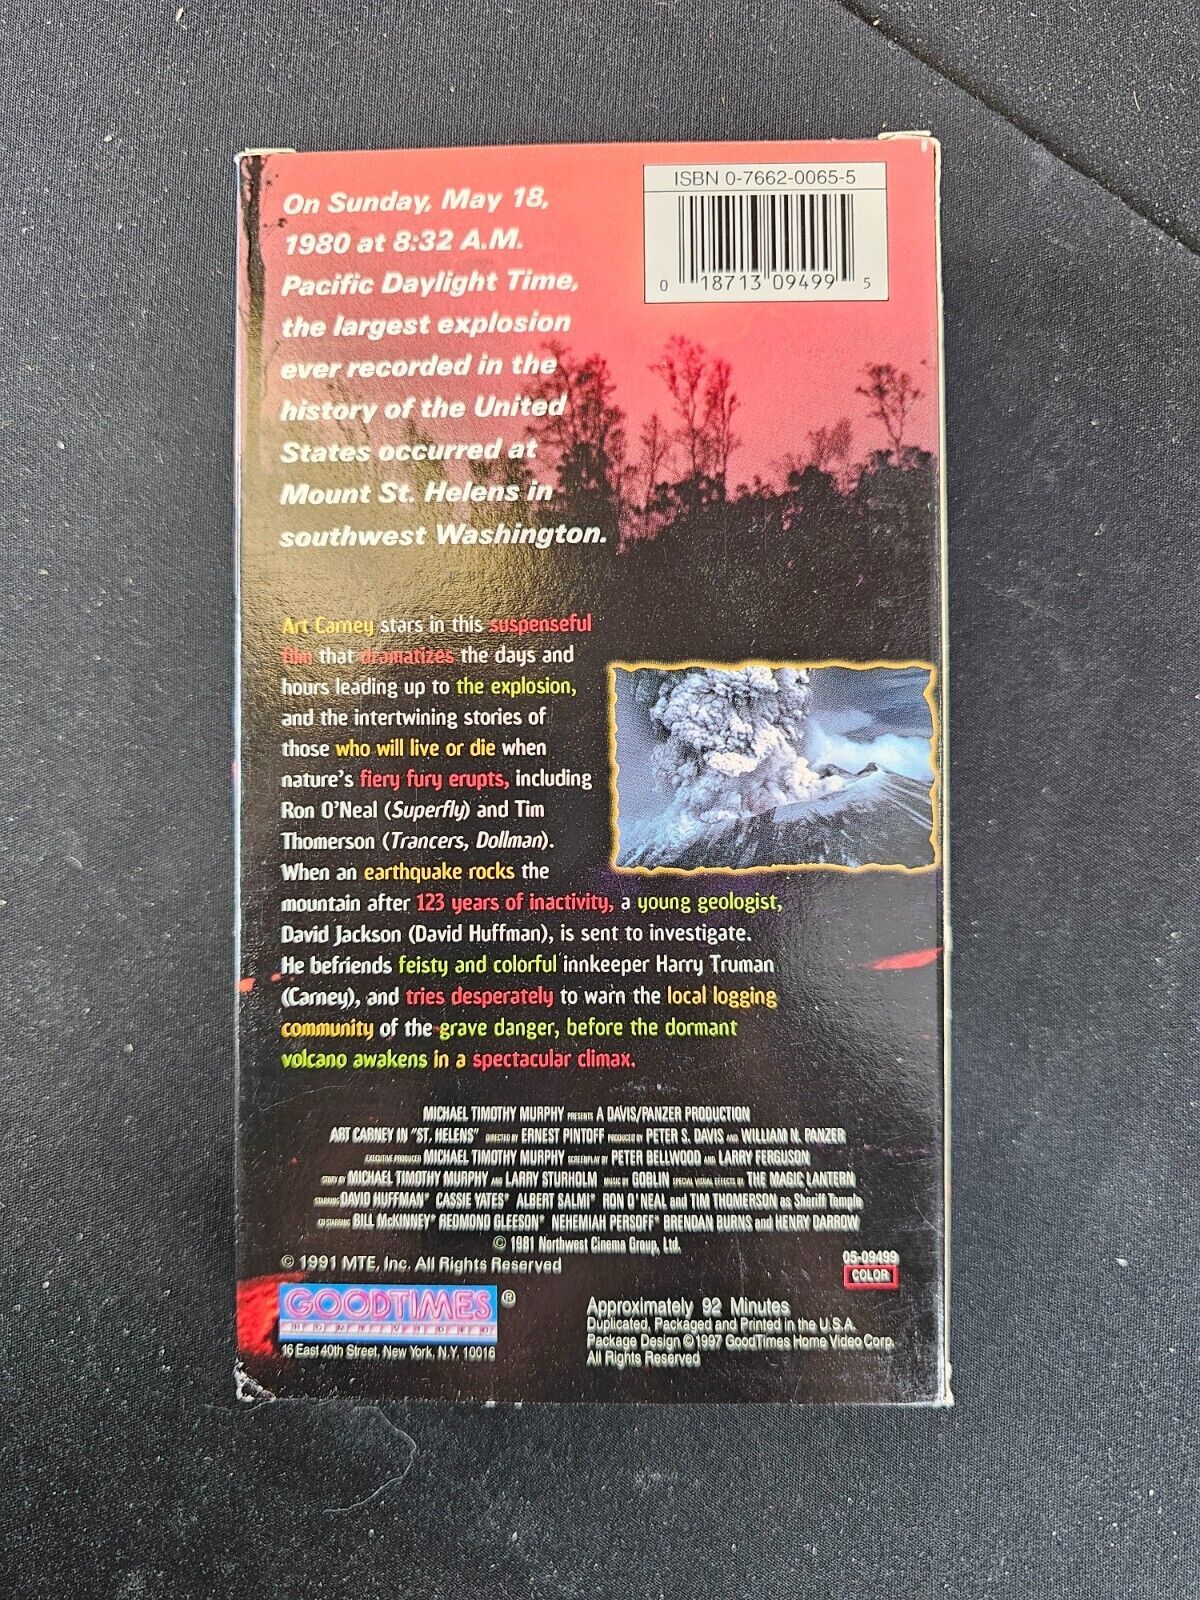 On Sunday, May 18,
1980 at 8:32 A.M.
Pacific Daylight Time,
the largest explosion
ever recorded in the
history of the United
States occurred at
Mount St. Helens in
southwest Washington.
ISBN 0-7662-0065-5
0 18713 09499 5
Art Carney stars in this suspenseful
film that dramatizes the days and
hours leading up to the explosion,
and the intertwining stories of
those who will live or die when
nature's fiery fury erupts, including
Ron O'Neal (Superfly) and Tim
Thomerson (Trancers, Dollman).
When an earthquake rocks the
mountain after 123 years of inactivity, a young geologist,
David Jackson (David Huffman), is sent to investigate.
He befriends feisty and colorful innkeeper Harry Truman
(Carney), and tries desperately to warn the local logging
community of the grave danger, before the dormant
volcano awakens in a spectacular climax.
MICHAEL TIMOTHY MURPHY PRESENTS A DAVIS/PANZER PRODUCTION
ART CARNEY IN "ST. HELENS" DIRECTED BY ERNEST PINTOFF PRODUCED BY PETER S. DAVIS AND WILLIAM N. PANZER
EXECUTIVE PRODUCER MICHAEL TIMOTHY MURPHY SCREENPLAY BY PETER BELLWOOD AND LARRY FERGUSON
STORY BY MICHAEL TIMOTHY MURPHY AND LARRY STURHOLM MUSIC BY GOBLIN SPECIAL VISUAL EFFECTS BY THE MAGIC LANTERN
STARRING DAVID HUFFMAN* CASSIE YATES* ALBERT SALMI* RON O'NEAL and TIM THOMERSON as Sheriff Temple
CO STARRING BILL McKINNEY* REDMOND GLEESON* NEHEMIAH PERSOFF* BRENDAN BURNS and HENRY DARROW
© 1981 Northwest Cinema Group, Ltd.
© 1991 MTE, Inc. All Rights Reserved
05-09499
COLOR
GOODTIMES ®
HOME VIDEO
16 East 40th Street, New York, N.Y. 10016
Approximately 92 Minutes
Duplicated, Packaged and Printed in the U.S.A.
Package Design © 1997 GoodTimes Home Video Corp.
All Rights Reserved